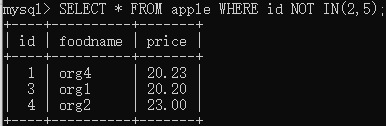 mysql> SELECT * FROM apple WHERE id NOT IN(2,5);
+----+----------+-------+
| id | foodname | price |
+----+----------+-------+
|  1 | org4     | 20.23 |
|  3 | org1     | 20.20 |
|  4 | org2     | 23.00 |
+----+----------+-------+